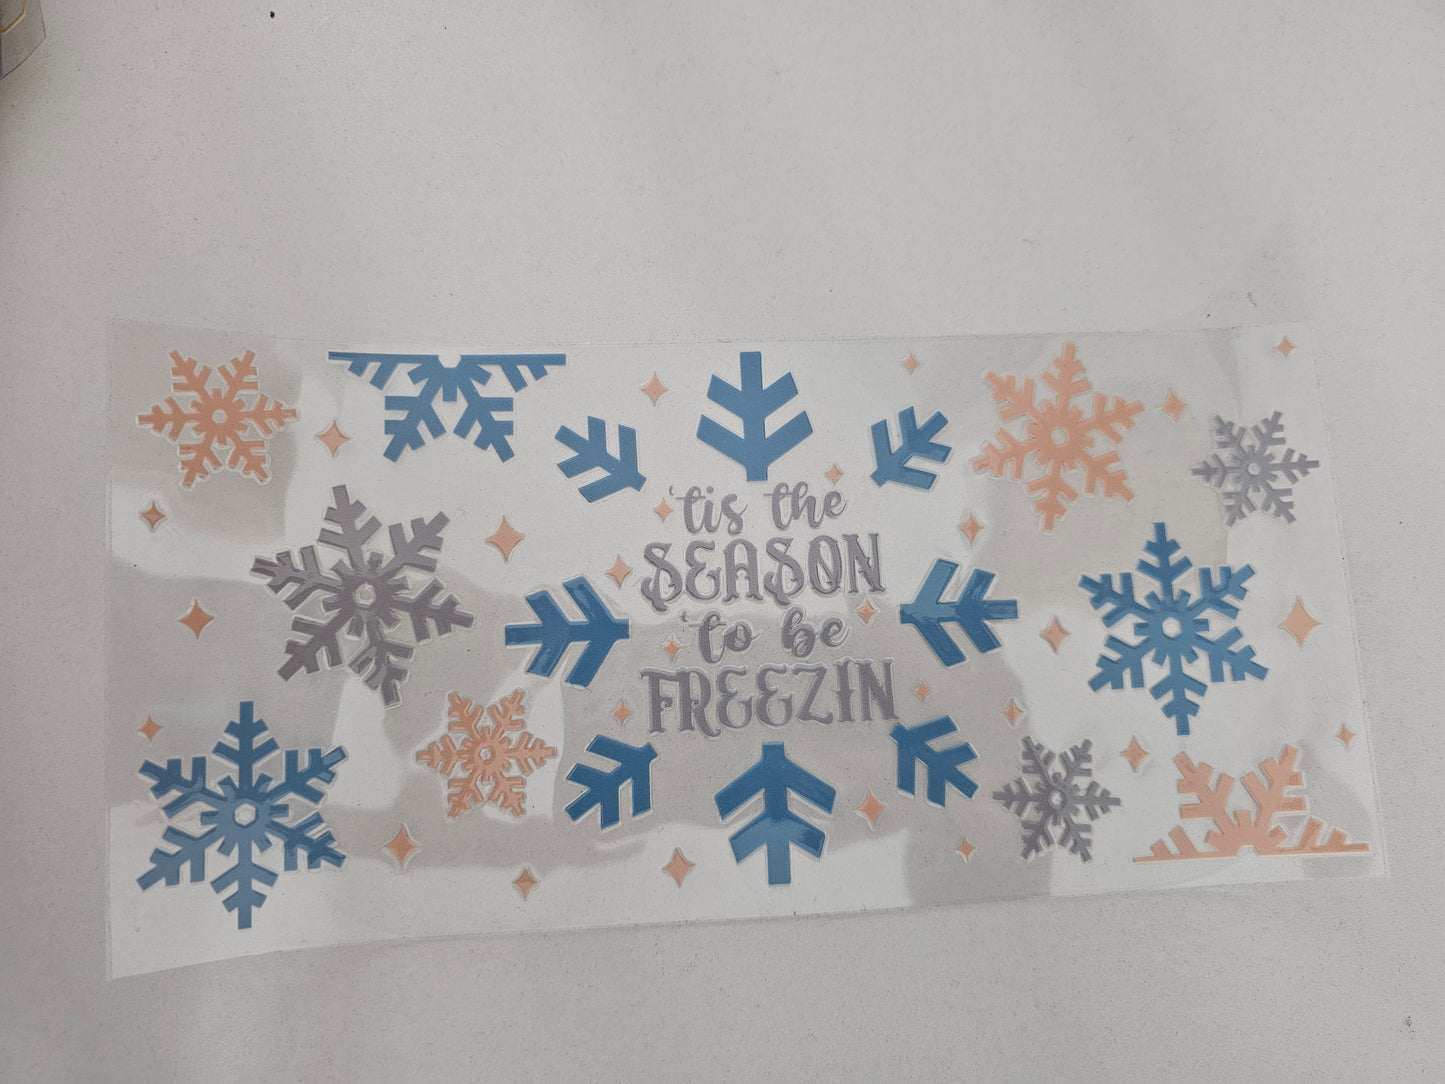 'tis the
SEASON
'to be
FREEZIN